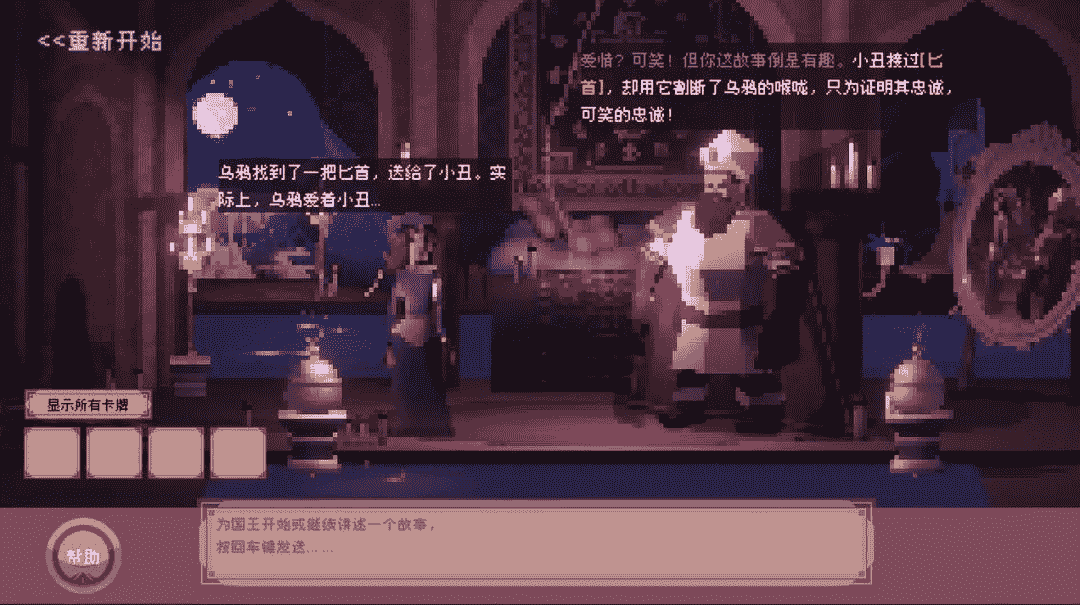 <<重新开始
爱情？可笑！但你这故事倒是有趣。小丑接过[匕
首]，却用它割断了乌鸦的喉咙，只为证明其忠诚，
可笑的忠诚！
乌鸦找到了一把匕首，送给了小丑。实
际上，乌鸦爱着小丑...
显示所有卡牌
为国王开始或继续讲述一个故事，
按回车键发送... ...
帮助